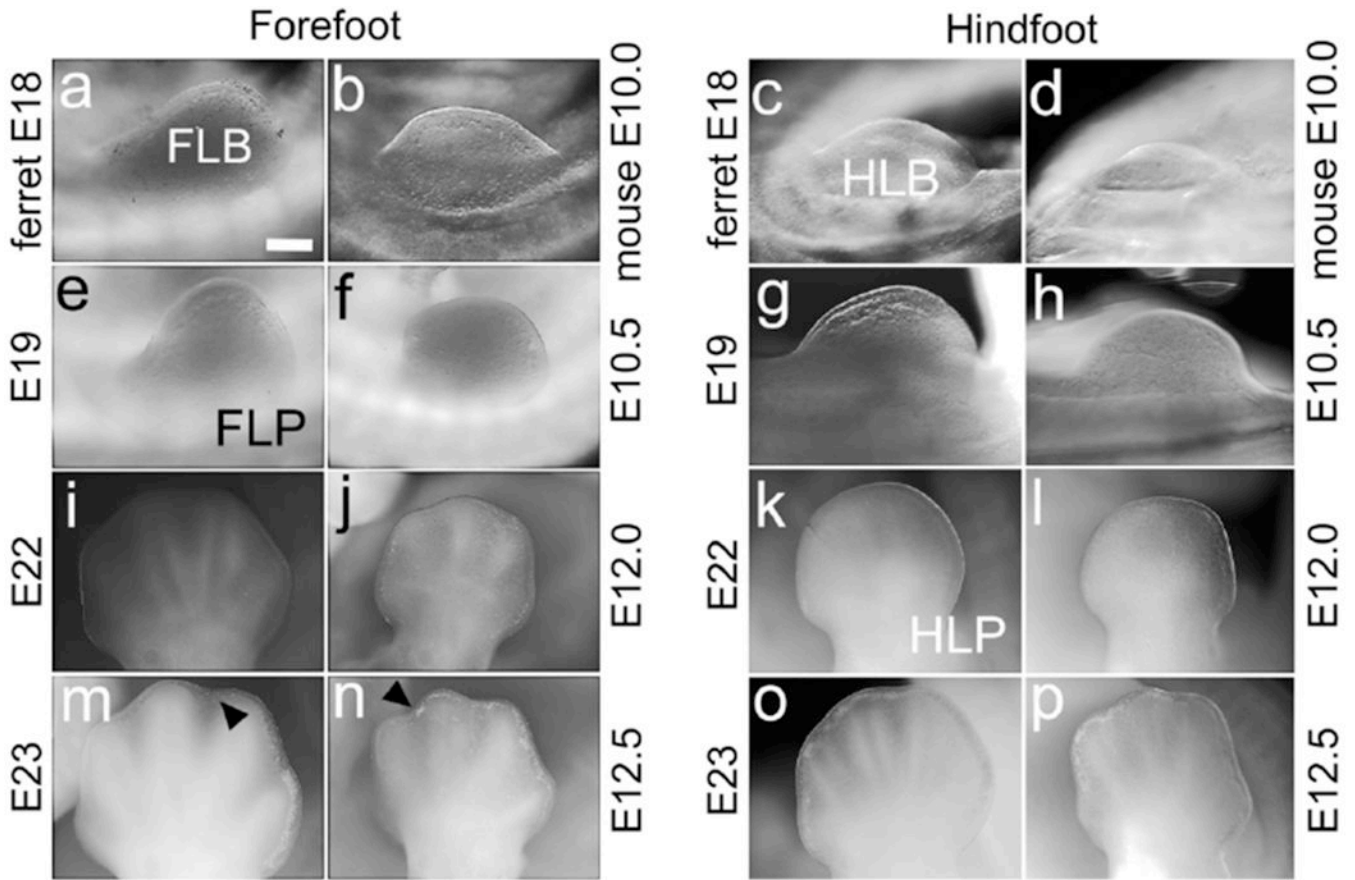 Forefoot
Hindfoot
ferret E18
a
FLB
b
mouse E10.0
ferret E18
c
HLB
d
mouse E10.0
E19
e
FLP
f
E10.5
E19
g
h
E10.5
E22
i
j
E12.0
E22
k
HLP
l
E12.0
E23
m
n
E12.5
E23
o
p
E12.5